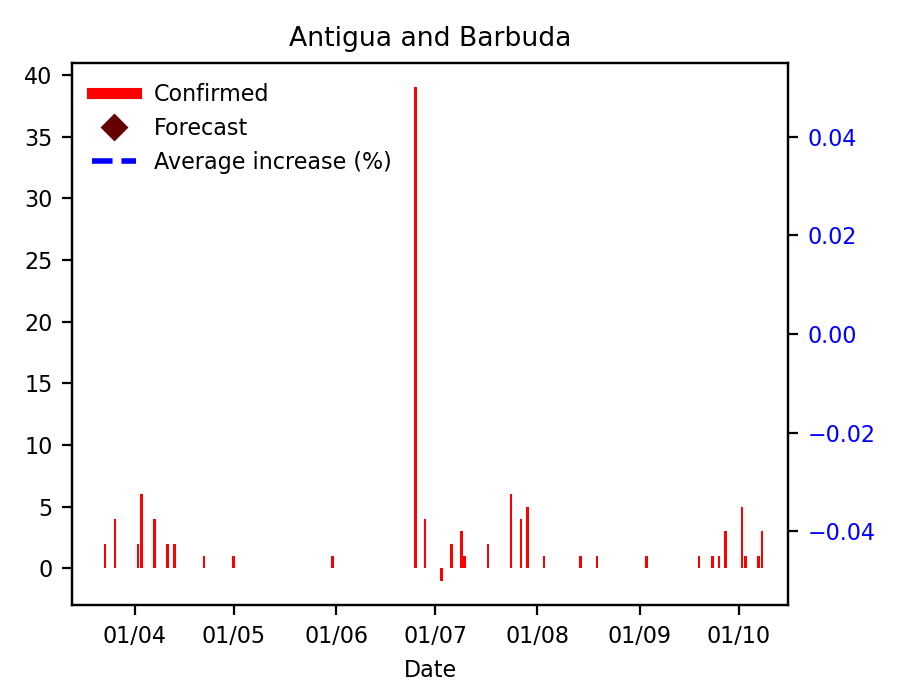 Antigua and Barbuda
Confirmed
Forecast
Average increase (%)
40
35
30
25
20
15
10
5
0
0.04
0.02
0.00
−0.02
−0.04
01/04 01/05 01/06 01/07 01/08 01/09 01/10
Date